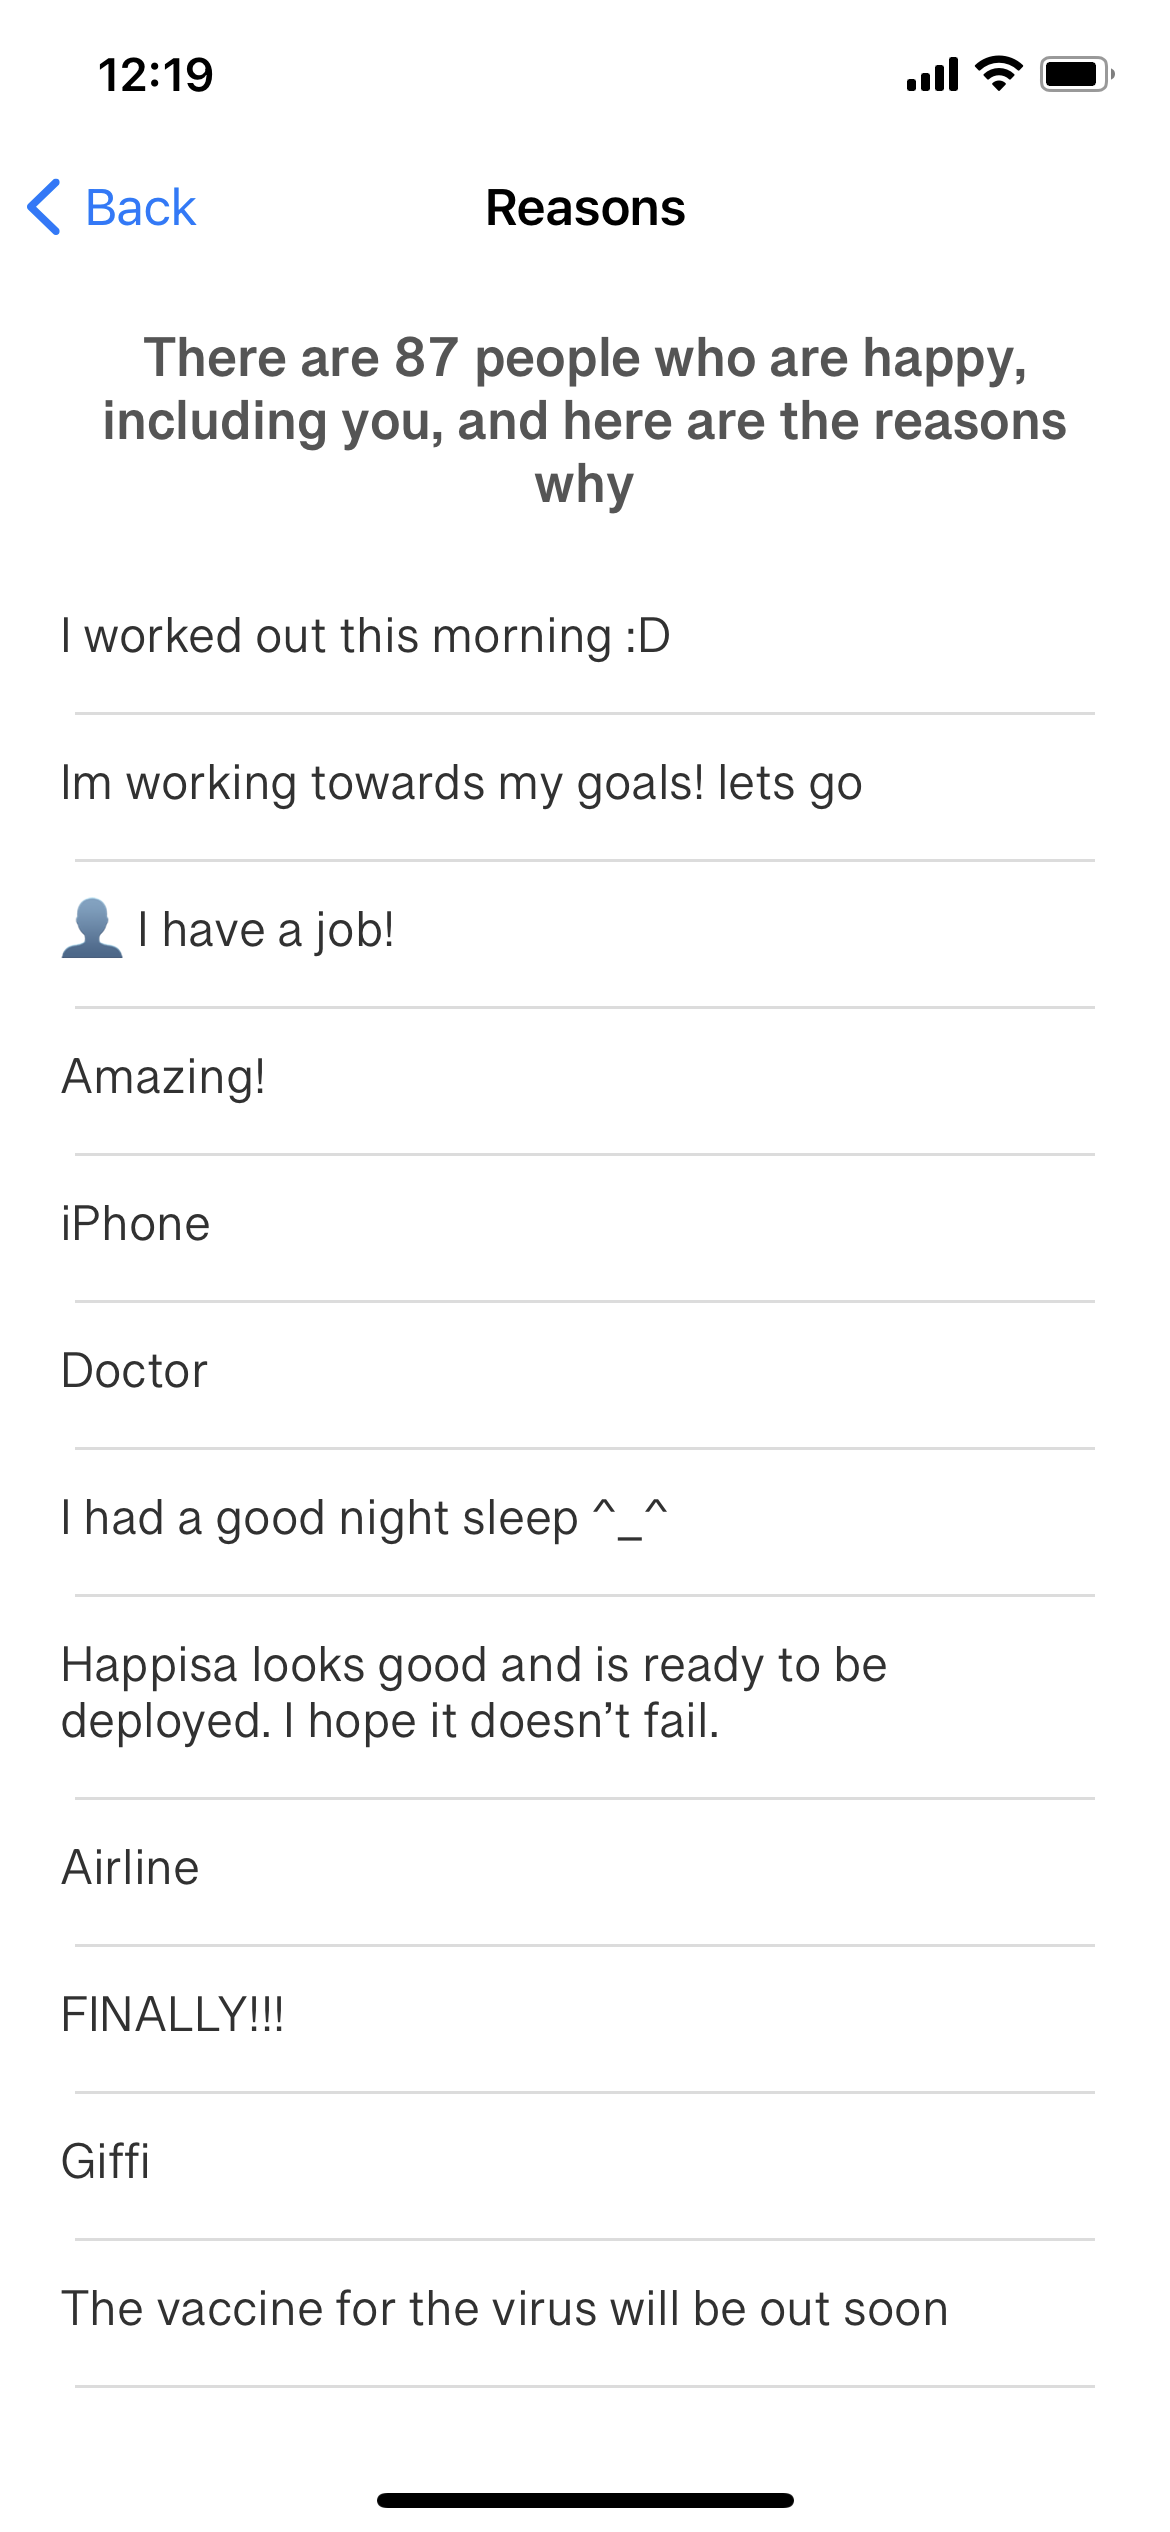 12:19
Back
Reasons
There are 87 people who are happy,
including you, and here are the reasons
why
I worked out this morning :D
Im working towards my goals! lets go
👤 I have a job!
Amazing!
iPhone
Doctor
I had a good night sleep ^_^
Happisa looks good and is ready to be
deployed. I hope it doesn’t fail.
Airline
FINALLY!!!
Giffi
The vaccine for the virus will be out soon